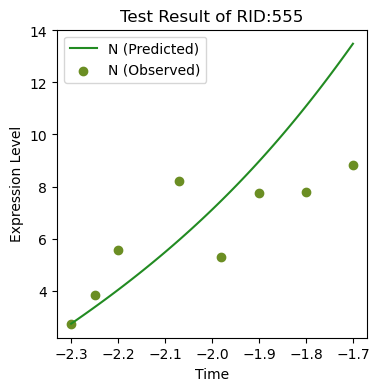 Test Result of RID:555
N (Predicted)
N (Observed)
Expression Level
14
12
10
8
6
4
−2.3 −2.2 −2.1 −2.0 −1.9 −1.8 −1.7
Time